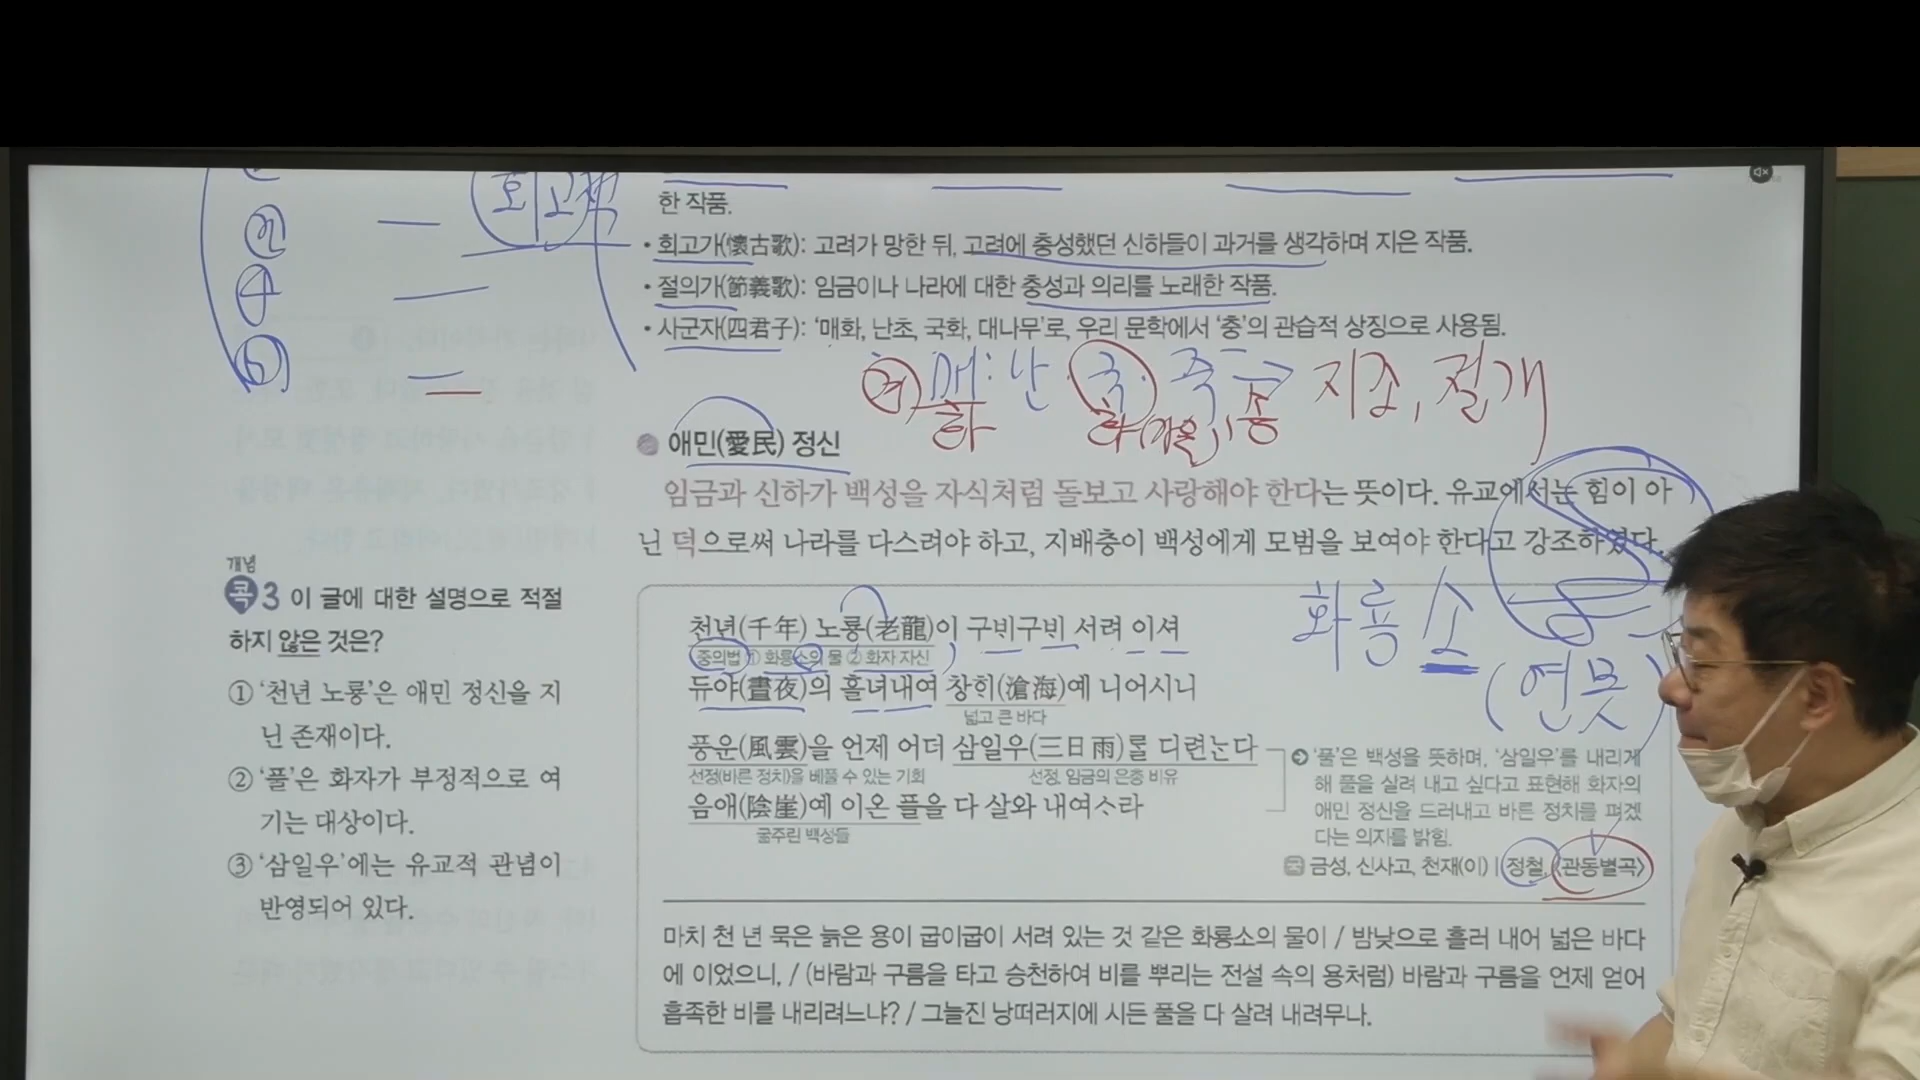 회고적
한 작품.
• 회고가(懷古歌): 고려가 망한 뒤, 고려에 충성했던 신하들이 과거를 생각하며 지은 작품.
• 절의가(節義歌): 임금이나 나라에 대한 충성과 의리를 노래한 작품.
• 사군자(四君子): '매화, 난초, 국화, 대나무'로, 우리 문학에서 '충'의 관습적 상징으로 사용됨.
매·난·국·죽 → 지조, 절개
화 화(가을) 충
애민(愛民) 정신
임금과 신하가 백성을 자식처럼 돌보고 사랑해야 한다는 뜻이다. 유교에서는 힘이 아
닌 덕으로써 나라를 다스려야 하고, 지배층이 백성에게 모범을 보여야 한다고 강조하였다.
화룡소
(연못)
천년(千年) 노룡(老龍)이 구빈구빈 서려 이셔
중의법 ① 화룡소의 물 ② 화자 자신
듀야(晝夜)의 흘녀내여 창희(滄海)예 니어시니
넓고 큰 바다
풍운(風雲)을 언제 어더 삼일우(三日雨)를 디련는다
선정(바른 정치)을 베풀 수 있는 기회 선정, 임금의 은총 비유
음애(陰崖)예 이온 플을 다 살와 내여ᄉᆞ라
굶주린 백성들
'풀'은 백성을 뜻하며, '삼일우'를 내리게
해 풀을 살려 내고 싶다고 표현해 화자의
애민 정신을 드러내고 바른 정치를 펴겠
다는 의지를 밝힘.
금성, 신사고, 천재(이) | 정철, 〈관동별곡〉
마치 천 년 묵은 늙은 용이 굽이굽이 서려 있는 것 같은 화룡소의 물이 / 밤낮으로 흘러 내어 넓은 바다
에 이었으니, / (바람과 구름을 타고 승천하여 비를 뿌리는 전설 속의 용처럼) 바람과 구름을 언제 얻어
흡족한 비를 내리려느냐? / 그늘진 낭떠러지에 시든 풀을 다 살려 내려무나.
개념
콕 3 이 글에 대한 설명으로 적절
하지 않은 것은?
① '천년 노룡'은 애민 정신을 지
닌 존재이다.
② '풀'은 화자가 부정적으로 여
기는 대상이다.
③ '삼일우'에는 유교적 관념이
반영되어 있다.